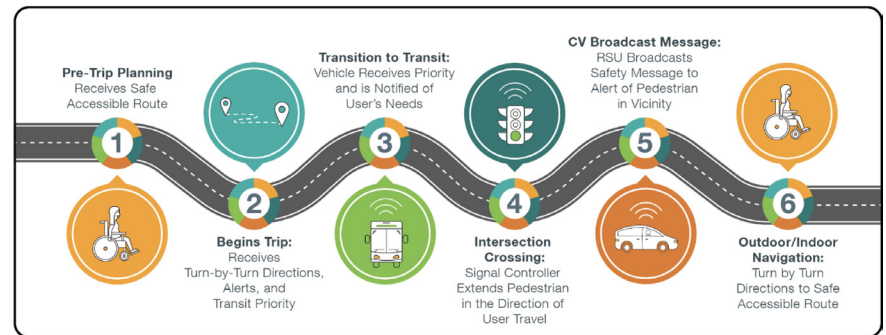 1
Pre-Trip Planning
Receives Safe
Accessible Route
2
Begins Trip:
Receives
Turn-by-Turn Directions,
Alerts, and
Transit Priority
3
Transition to Transit:
Vehicle Receives Priority
and is Notified of
User's Needs
4
Intersection
Crossing:
Signal Controller
Extends Pedestrian
in the Direction of
User Travel
5
CV Broadcast Message:
RSU Broadcasts
Safety Message to
Alert of Pedestrian
in Vicinity
6
Outdoor/Indoor
Navigation:
Turn by Turn
Directions to Safe
Accessible Route